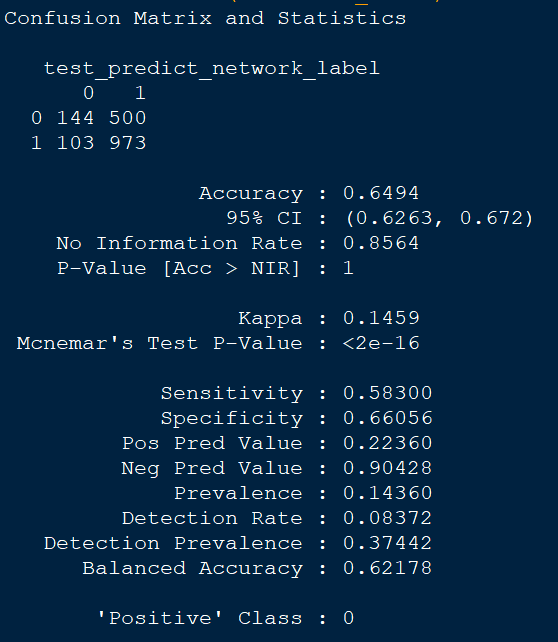 Confusion Matrix and Statistics
test_predict_network_label
0 1
0 144 500
1 103 973
Accuracy : 0.6494
95% CI : (0.6263, 0.672)
No Information Rate : 0.8564
P-Value [Acc > NIR] : 1
Kappa : 0.1459
Mcnemar's Test P-Value : <2e-16
Sensitivity : 0.58300
Specificity : 0.66056
Pos Pred Value : 0.22360
Neg Pred Value : 0.90428
Prevalence : 0.14360
Detection Rate : 0.08372
Detection Prevalence : 0.37442
Balanced Accuracy : 0.62178
'Positive' Class : 0